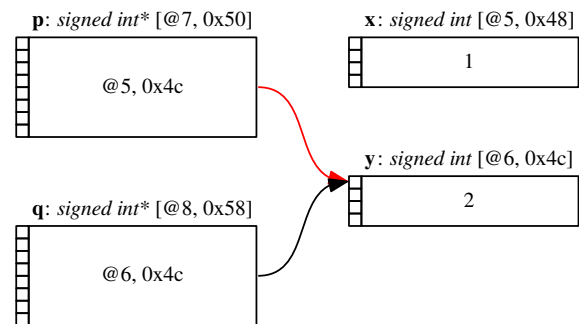 p: signed int* [@7, 0x50]
@5, 0x4c
x: signed int [@5, 0x48]
1
y: signed int [@6, 0x4c]
2
q: signed int* [@8, 0x58]
@6, 0x4c